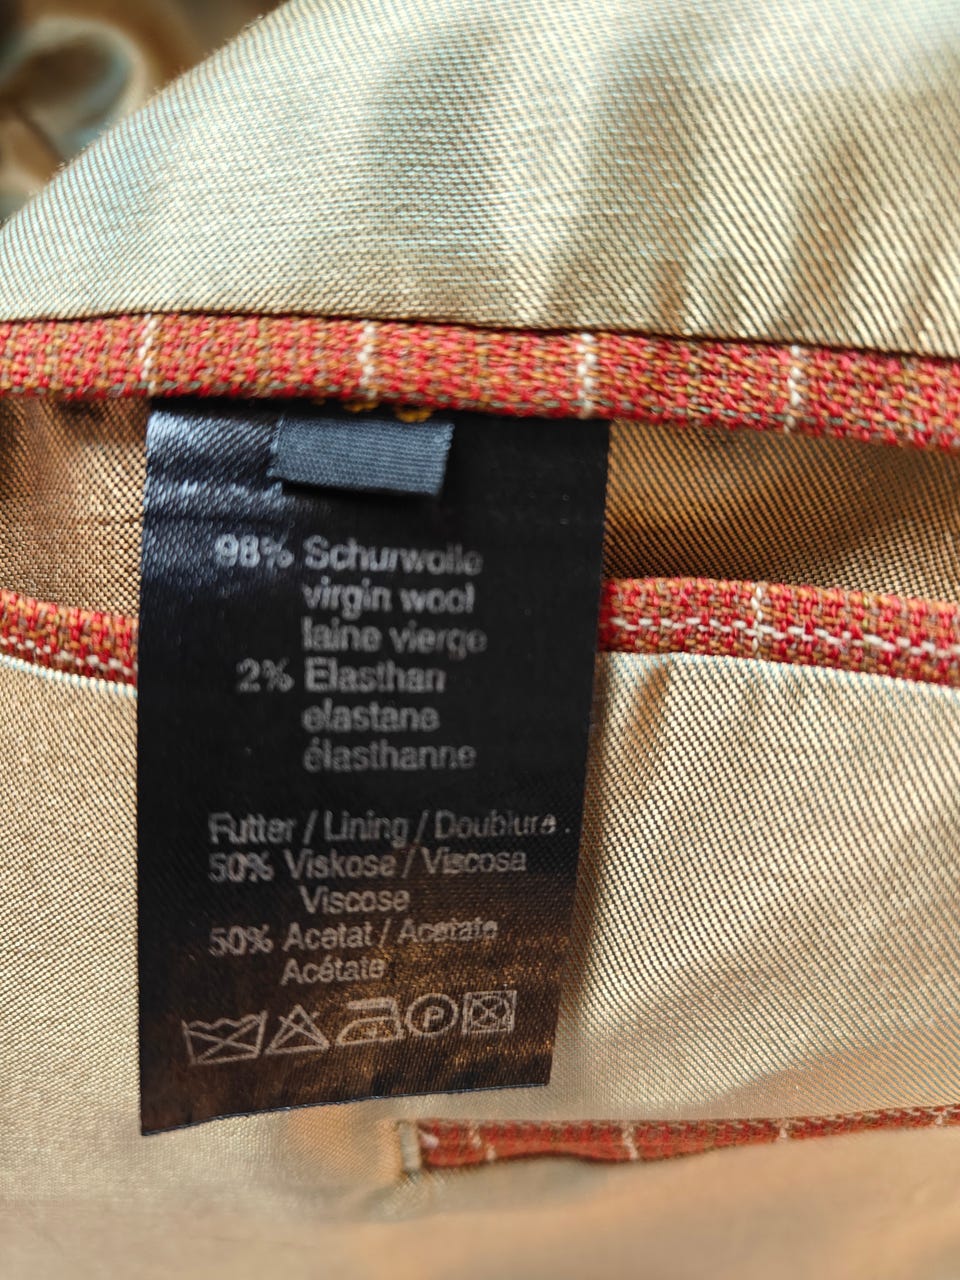 98% Schurwolle
virgin wool
laine vierge
2% Elasthan
elastane
élasthanne
Futter / Lining / Doublure
50% Viskose / Viscosa
Viscose
50% Acetat / Acetate
Acétate
P